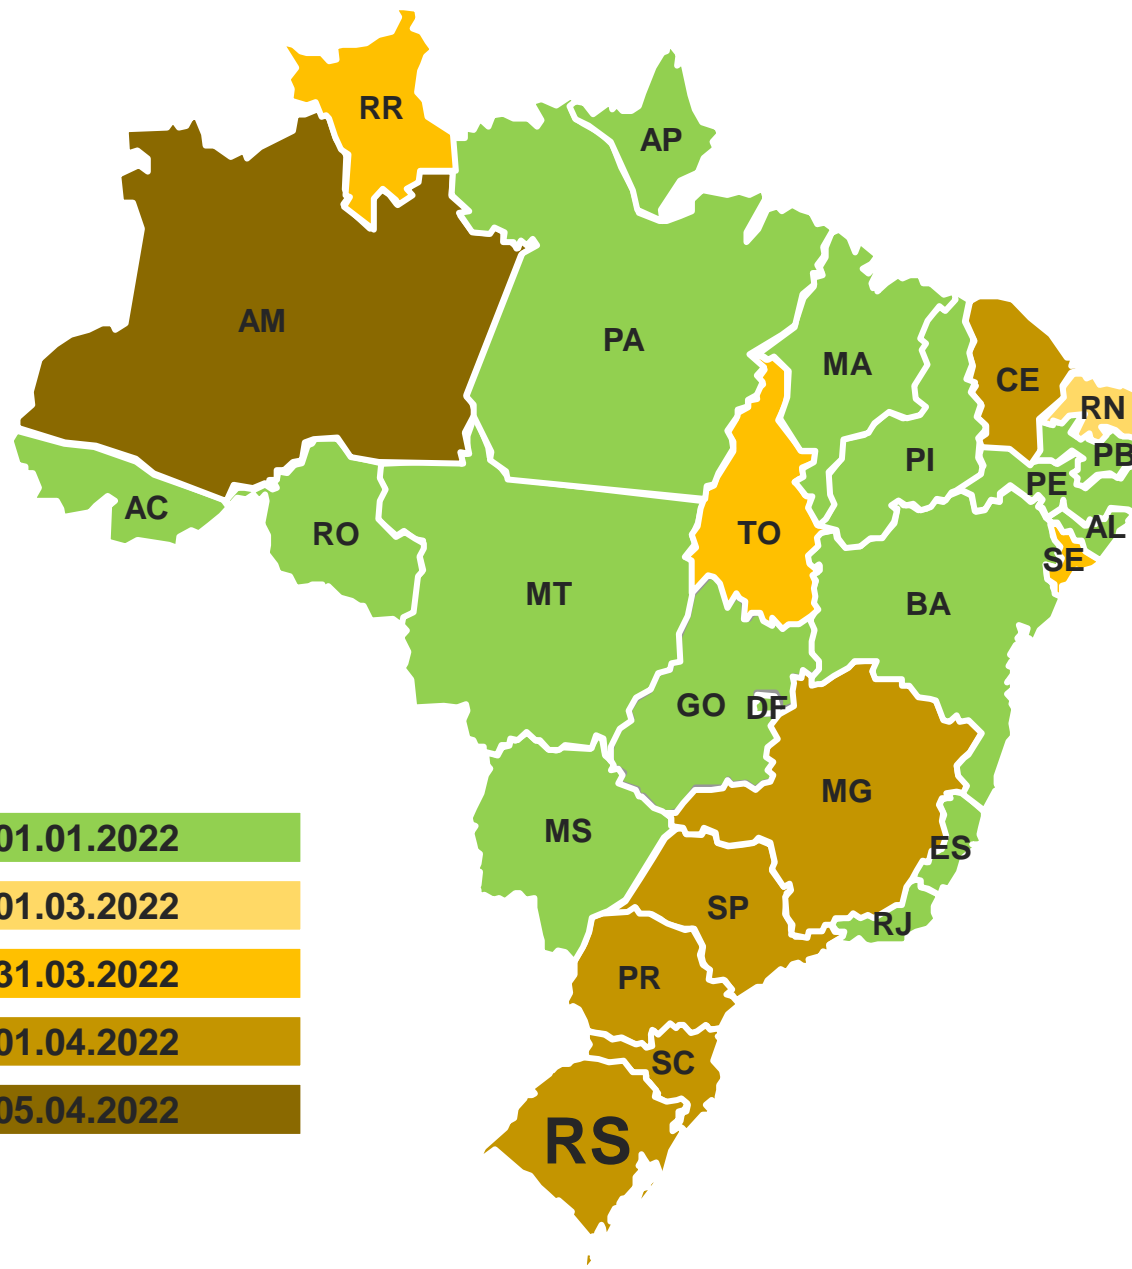 RR
AP
AM
PA
MA
CE
RN
PI
PB
PE
AC
AL
RO
TO
SE
MT
BA
GO
DF
MG
01.01.2022
MS
ES
01.03.2022
SP
RJ
31.03.2022
PR
01.04.2022
SC
05.04.2022
RS